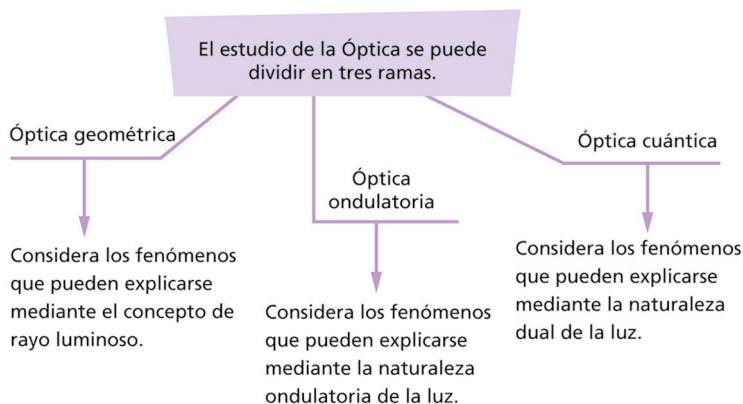 El estudio de la Óptica se puede
dividir en tres ramas.
Óptica geométrica
Considera los fenómenos
que pueden explicarse
mediante el concepto de
rayo luminoso.
Óptica
ondulatoria
Considera los fenómenos
que pueden explicarse
mediante la naturaleza
ondulatoria de la luz.
Óptica cuántica
Considera los fenómenos
que pueden explicarse
mediante la naturaleza
dual de la luz.